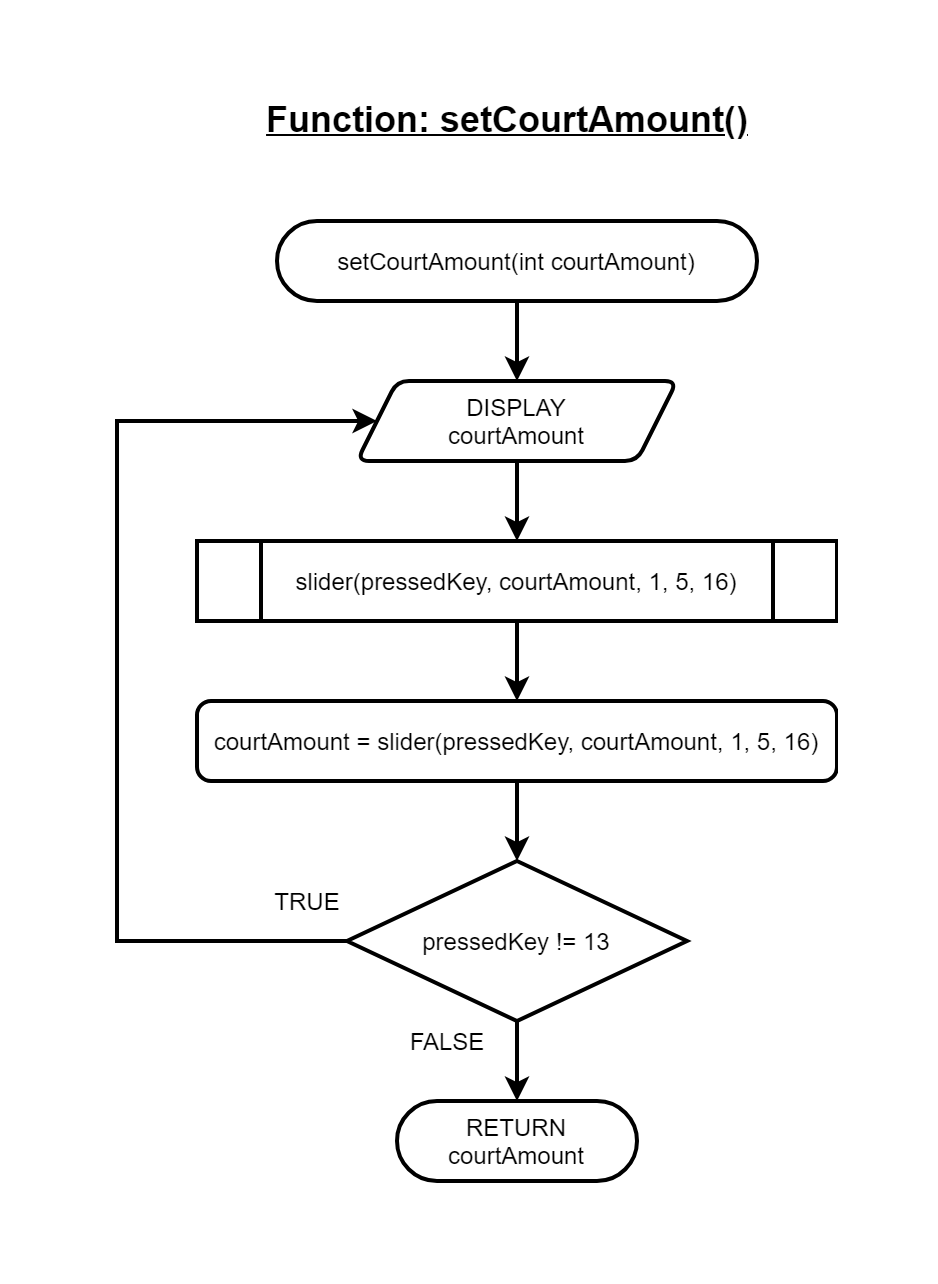 Function: setCourtAmount()
setCourtAmount(int courtAmount)
DISPLAY
courtAmount
slider(pressedKey, courtAmount, 1, 5, 16)
courtAmount = slider(pressedKey, courtAmount, 1, 5, 16)
TRUE
pressedKey != 13
FALSE
RETURN
courtAmount